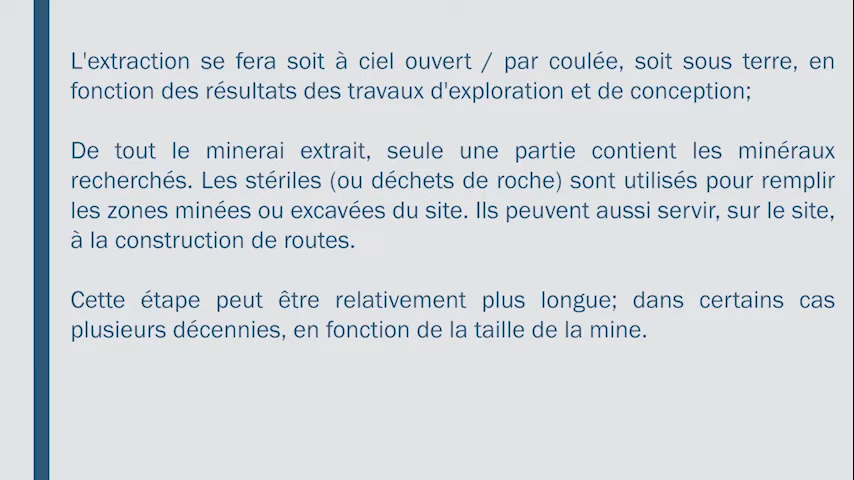 L'extraction se fera soit à ciel ouvert / par coulée, soit sous terre, en
fonction des résultats des travaux d'exploration et de conception;
De tout le minerai extrait, seule une partie contient les minéraux
recherchés. Les stériles (ou déchets de roche) sont utilisés pour remplir
les zones minées ou excavées du site. Ils peuvent aussi servir, sur le site,
à la construction de routes.
Cette étape peut être relativement plus longue; dans certains cas
plusieurs décennies, en fonction de la taille de la mine.